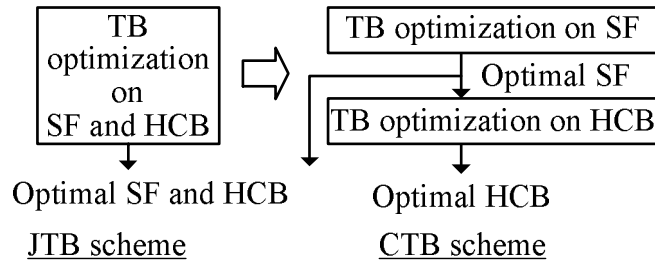 TB
optimization
on
SF and HCB
Optimal SF and HCB
JTB scheme
TB optimization on SF
Optimal SF
TB optimization on HCB
Optimal HCB
CTB scheme